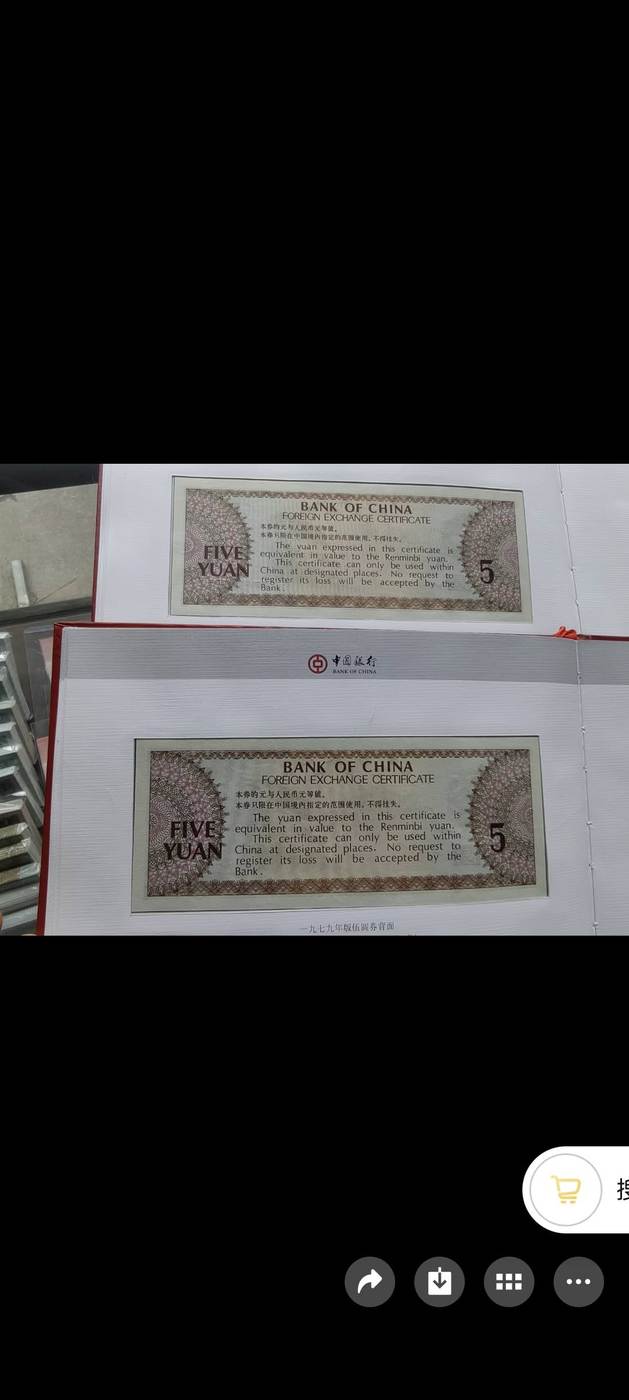 BANK OF CHINA
FOREIGN EXCHANGE CERTIFICATE
本券的元与人民币元等值。
本券只限在中国境内指定的范围使用,不得挂失。
The yuan expressed in this certificate is
equivalent in value to the Renminbi yuan.
This certificate can only be used within
China at designated places. No request to
register its loss will be accepted by the
Bank.
FIVE
YUAN
5
中国银行
BANK OF CHINA
BANK OF CHINA
FOREIGN EXCHANGE CERTIFICATE
本券的元与人民币元等值。
本券只限在中国境内指定的范围使用,不得挂失。
The yuan expressed in this certificate is
equivalent in value to the Renminbi yuan.
This certificate can only be used within
China at designated places. No request to
register its loss will be accepted by the
Bank.
FIVE
YUAN
5
一九七九年版伍圆券背面